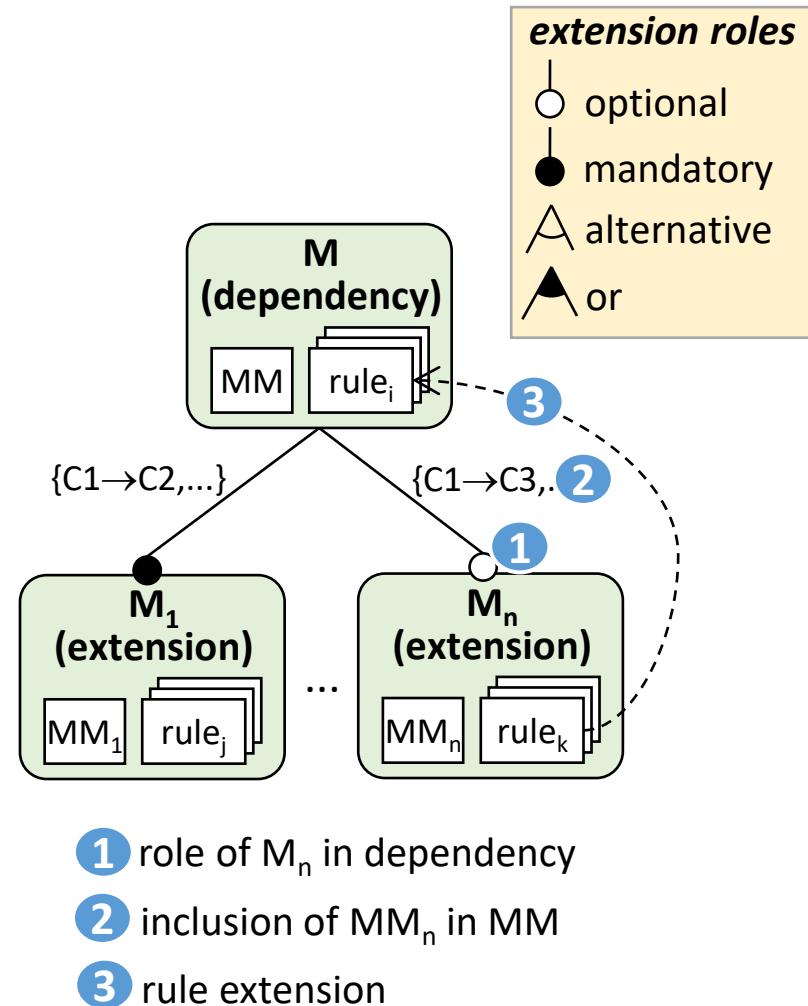 extension roles
optional
mandatory
alternative
or
M
(dependency)
MM
rulei
3
{C1→C2,...}
{C1→C3,.
2
1
M1
(extension)
MM1
rulej
...
Mn
(extension)
MMn
rulek
1 role of Mn in dependency
2 inclusion of MMn in MM
3 rule extension